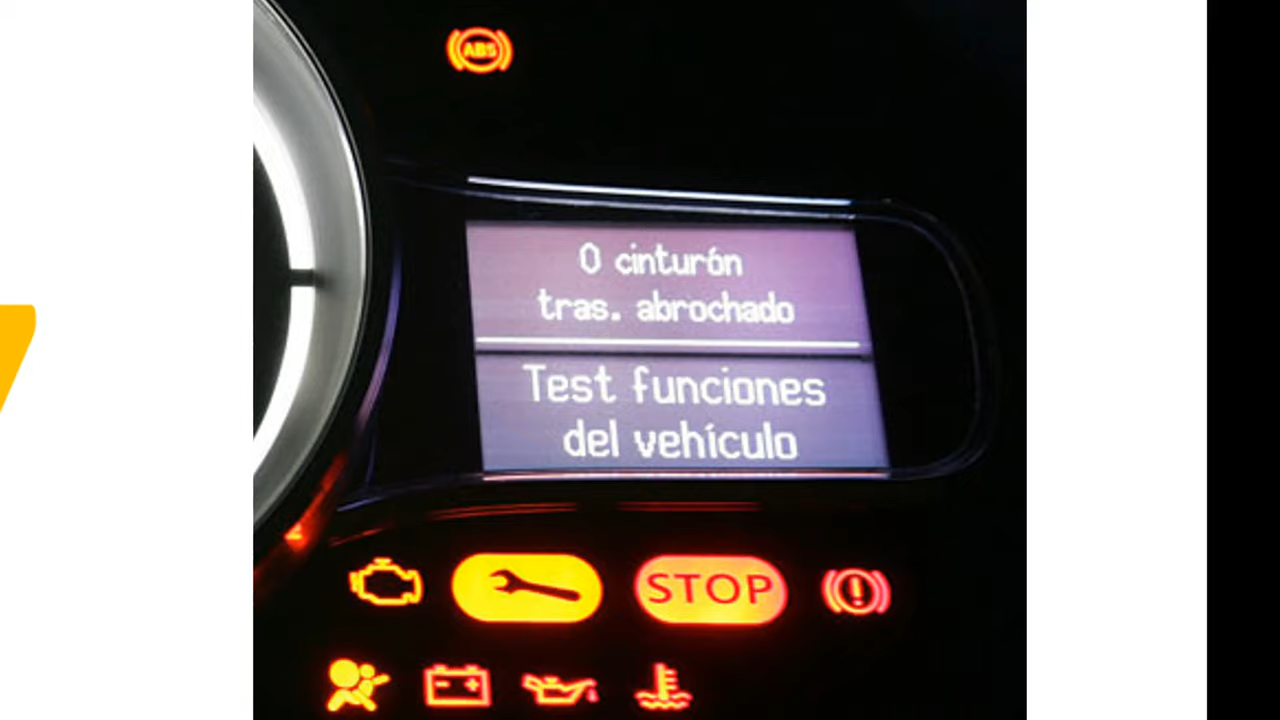 ABS
0 cinturón
tras. abrochado
Test funciones
del vehículo
STOP